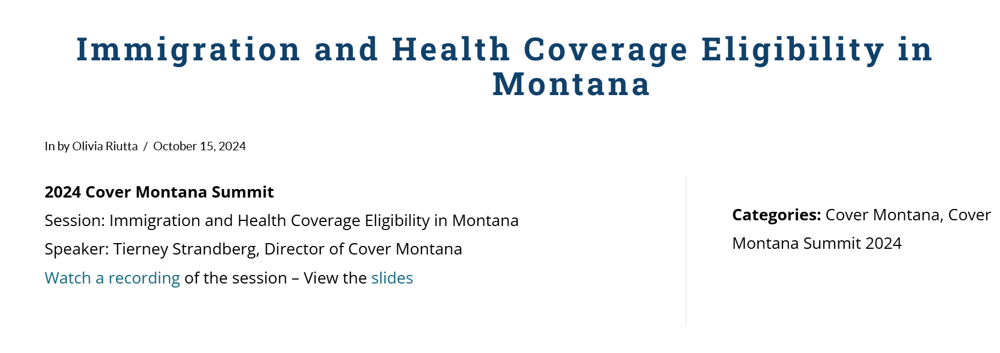 Immigration and Health Coverage Eligibility in
Montana
In by Olivia Riutta / October 15, 2024
2024 Cover Montana Summit
Session: Immigration and Health Coverage Eligibility in Montana
Speaker: Tierney Strandberg, Director of Cover Montana
Watch a recording of the session – View the slides
Categories: Cover Montana, Cover
Montana Summit 2024